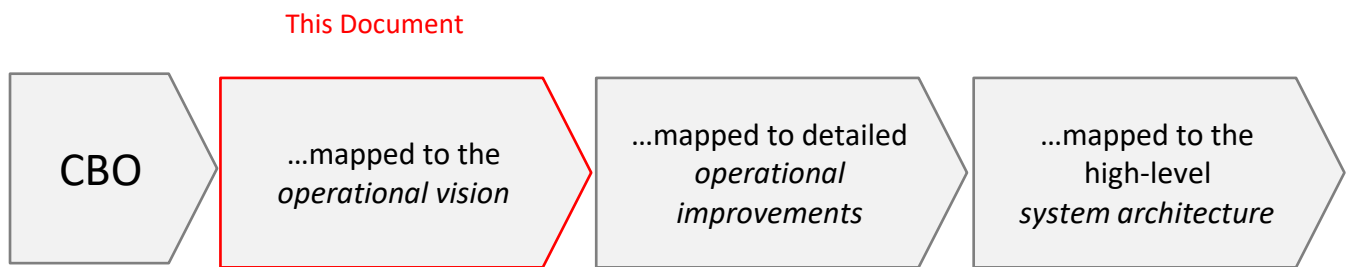 This Document
CBO
…mapped to the
operational vision
…mapped to detailed
operational
improvements
…mapped to the
high-level
system architecture